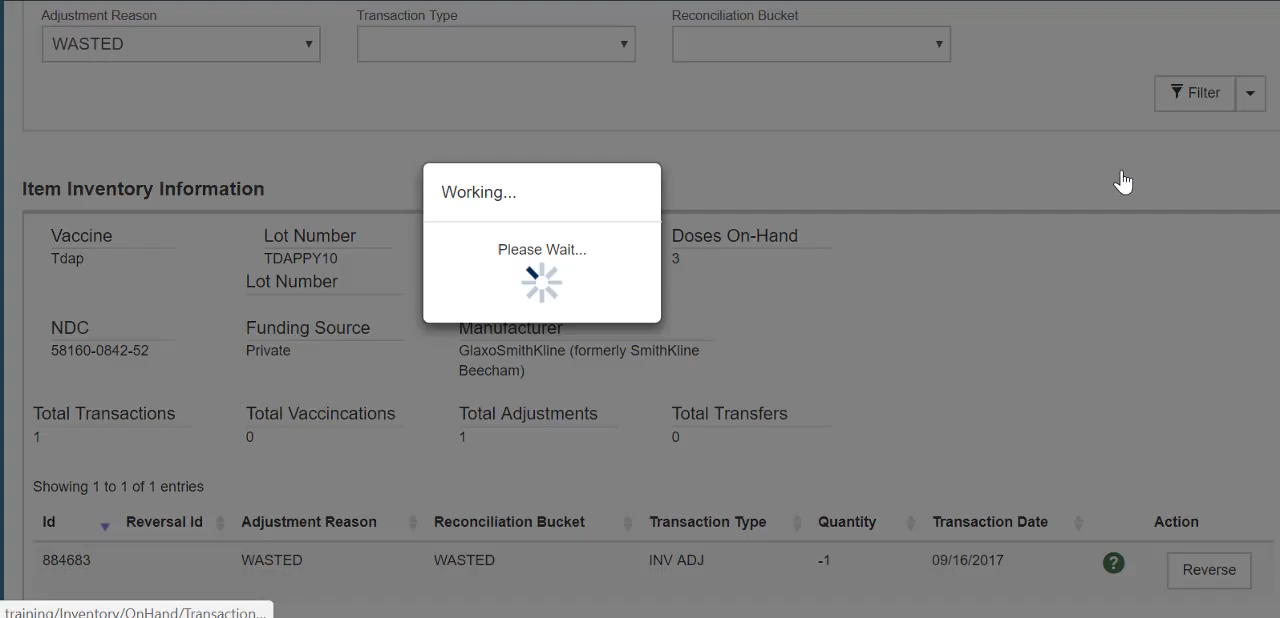 Adjustment Reason Transaction Type Reconciliation Bucket
WASTED
Filter
Working...
Item Inventory Information
Please Wait...
Vaccine Lot Number Doses On-Hand
Tdap TDAPPY10 3
Lot Number
NDC Funding Source Manufacturer
58160-0842-52 Private GlaxoSmithKline (formerly SmithKline
Beecham)
Total Transactions Total Vaccincations Total Adjustments Total Transfers
1 0 1 0
Showing 1 to 1 of 1 entries
Id Reversal Id Adjustment Reason Reconciliation Bucket Transaction Type Quantity Transaction Date Action
884683 WASTED WASTED INV ADJ -1 09/16/2017 ? Reverse
training/Inventory/OnHand/Transaction...